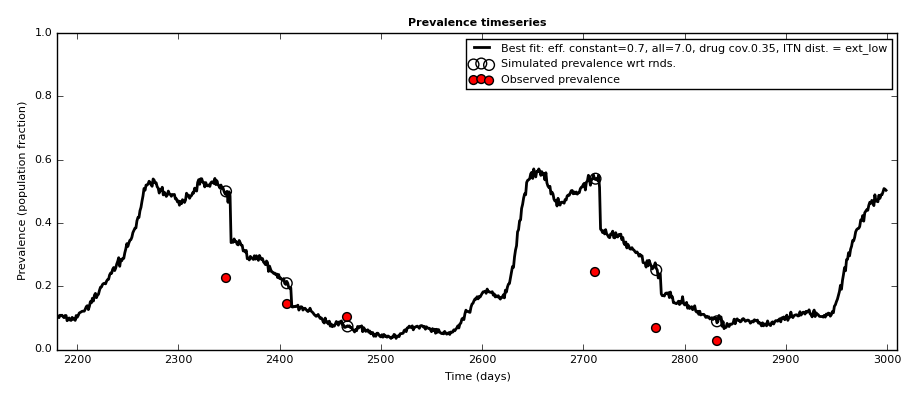 Prevalence timeseries
1.0
0.8
0.6
0.4
0.2
0.0
Prevalence (population fraction)
Best fit: eff. constant=0.7, all=7.0, drug cov.0.35, ITN dist. = ext_low
Simulated prevalence wrt rnds.
Observed prevalence
2200 2300 2400 2500 2600 2700 2800 2900 3000
Time (days)